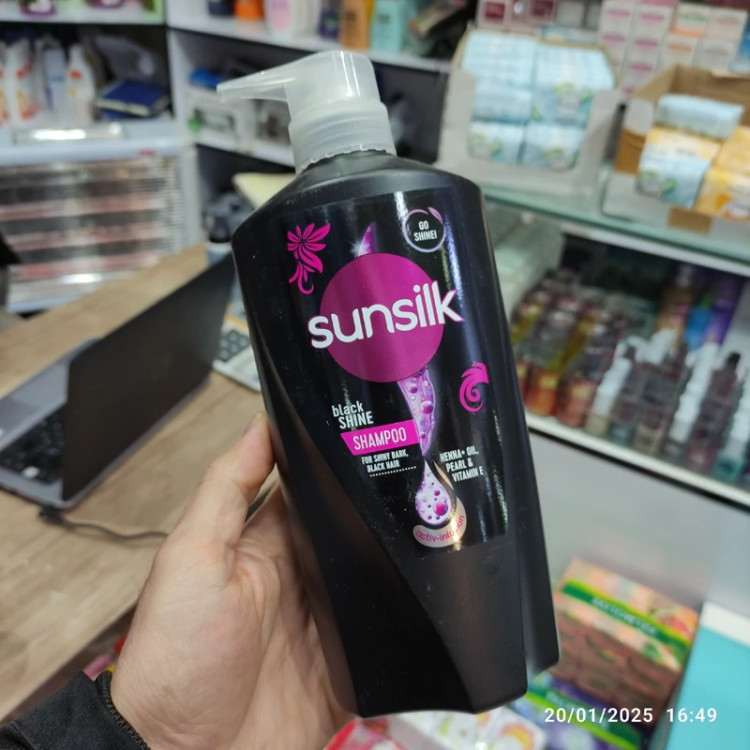 GO
SHINE!
sunsilk
black
SHINE
SHAMPOO
FOR SHINY DARK,
BLACK HAIR
HENNA+ OIL,
PEARL &
VITAMIN E
activ-infusion
20/01/2025 16:49